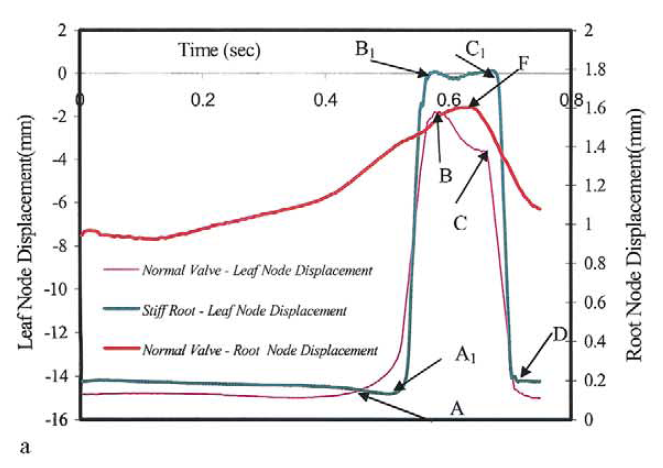 2
0
-2
-4
-6
-8
-10
-12
-14
-16
Leaf Node Displacement(mm)
Time (sec)
0
0.2
0.4
0.6
0.8
B1
C1
F
B
C
A1
A
D
Normal Valve - Leaf Node Displacement
Stiff Root - Leaf Node Displacement
Normal Valve - Root Node Displacement
2
1.8
1.6
1.4
1.2
1
0.8
0.6
0.4
0.2
0
Root Node Displacement(mm)
a